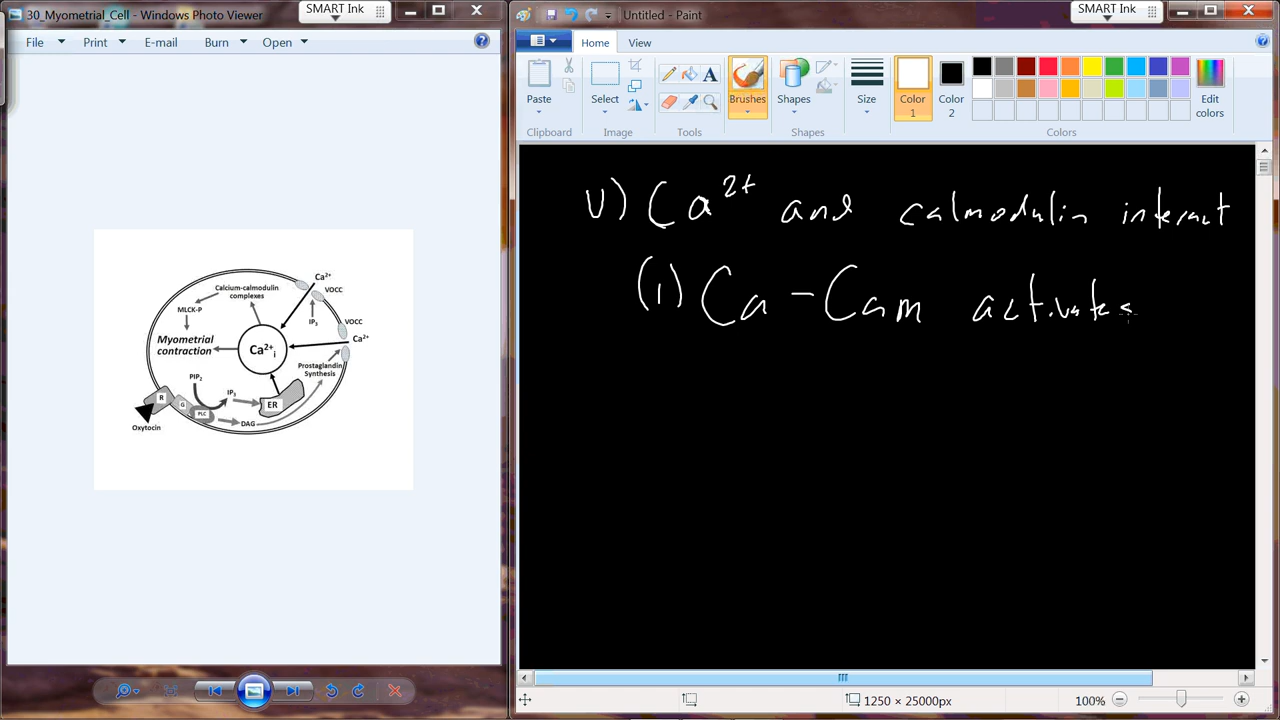 30_Myometrial_Cell - Windows Photo Viewer
SMART Ink
File Print E-mail Burn Open
Ca2+
VOCC
Calcium-calmodulin
complexes
MLCK-P
IP3
VOCC
Ca2+
Myometrial
contraction
Ca2+i
Prostaglandin
Synthesis
PIP2
IP3
ER
R
G
PLC
DAG
Oxytocin
Untitled - Paint
SMART Ink
Home View
Paste
Select
Brushes
Shapes
Size
Color
1
Color
2
Edit
colors
Clipboard Image Tools Shapes Colors
V) Ca2+ and calmodulin interact
(1) Ca - Cam activates
1250 × 25000px
100%